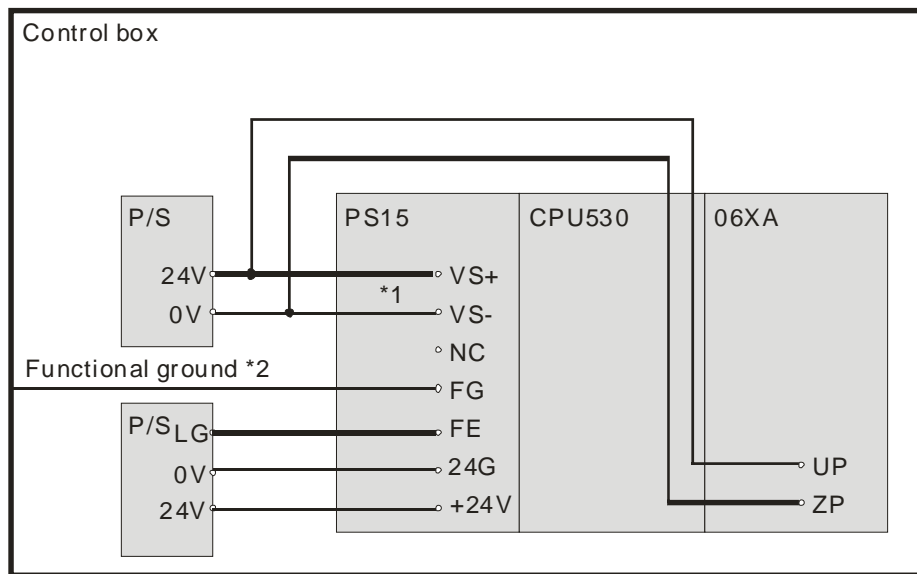 Control box
P/S
PS15
CPU530
06XA
24V
VS+
*1
0V
VS-
NC
Functional ground *2
FG
P/S
LG
FE
0V
24G
UP
24V
+24V
ZP